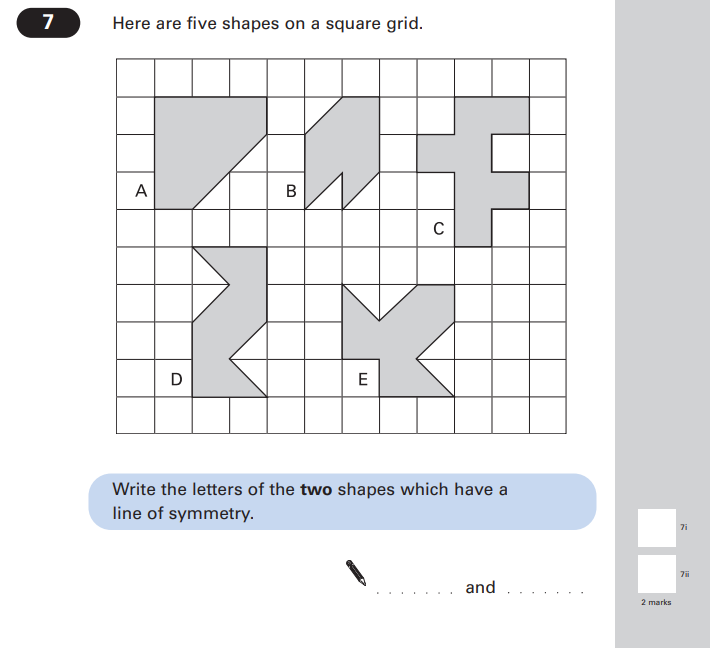 7
Here are five shapes on a square grid.
A
B
C
D
E
Write the letters of the two shapes which have a
line of symmetry.
. . . . . . . and . . . . . . .
7i
7ii
2 marks